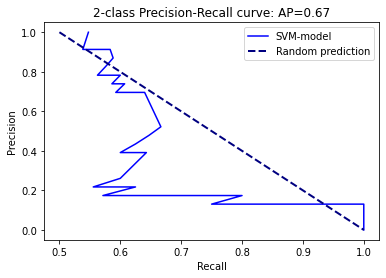 2-class Precision-Recall curve: AP=0.67
SVM-model
Random prediction
1.0
0.8
0.6
0.4
0.2
0.0
Precision
0.5 0.6 0.7 0.8 0.9 1.0
Recall